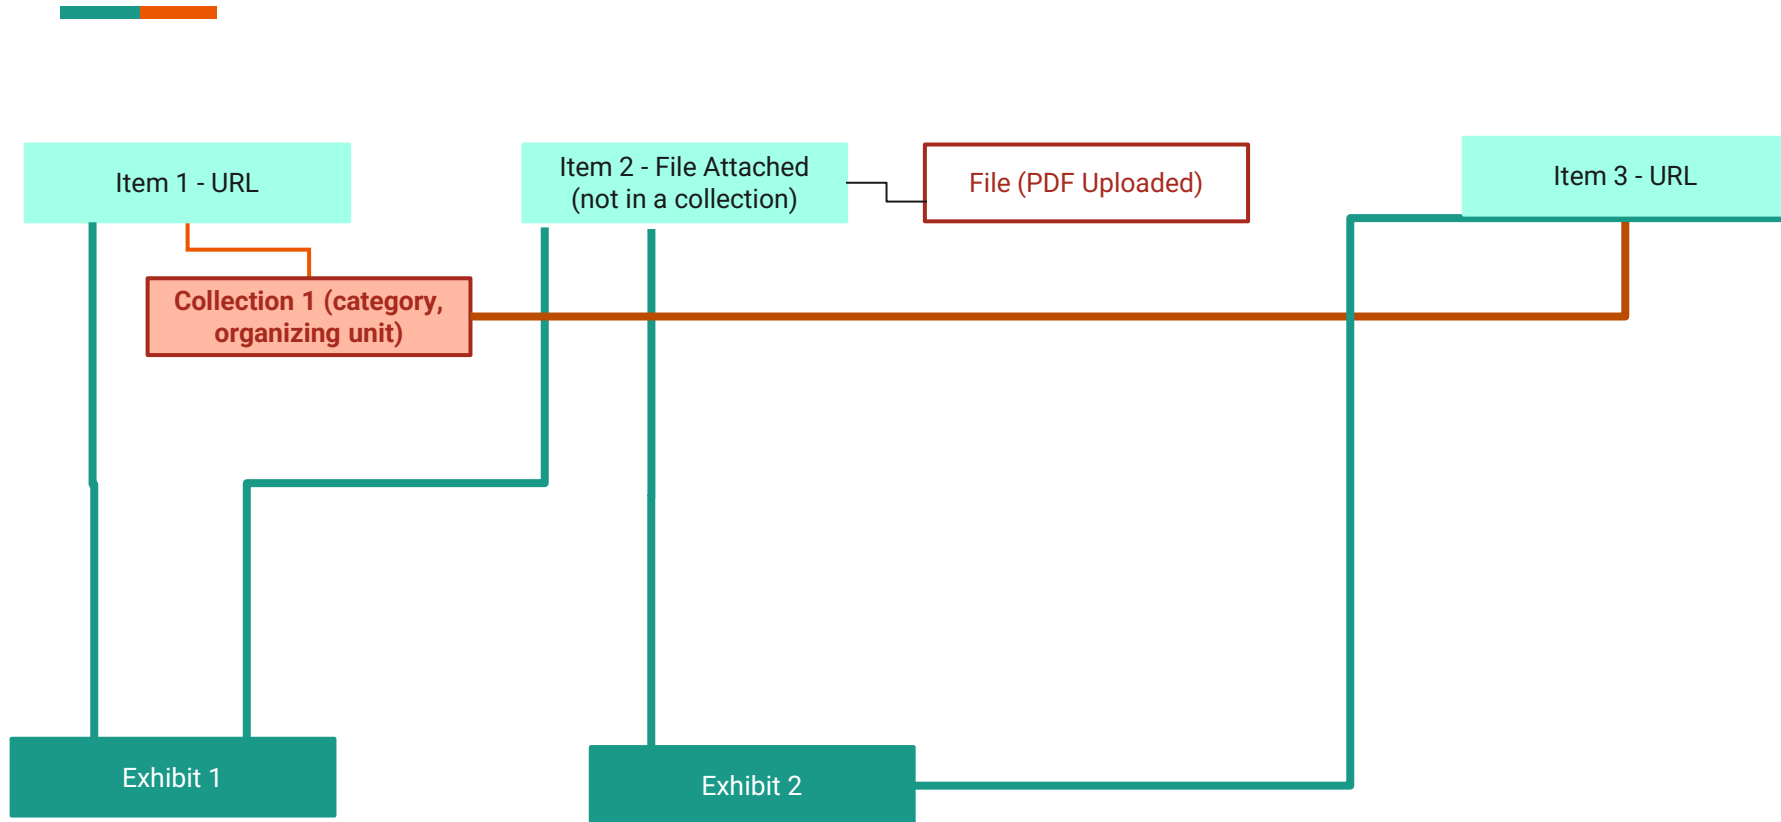 Item 1 - URL
Item 2 - File Attached
(not in a collection)
File (PDF Uploaded)
Item 3 - URL
Collection 1 (category,
organizing unit)
Exhibit 1
Exhibit 2